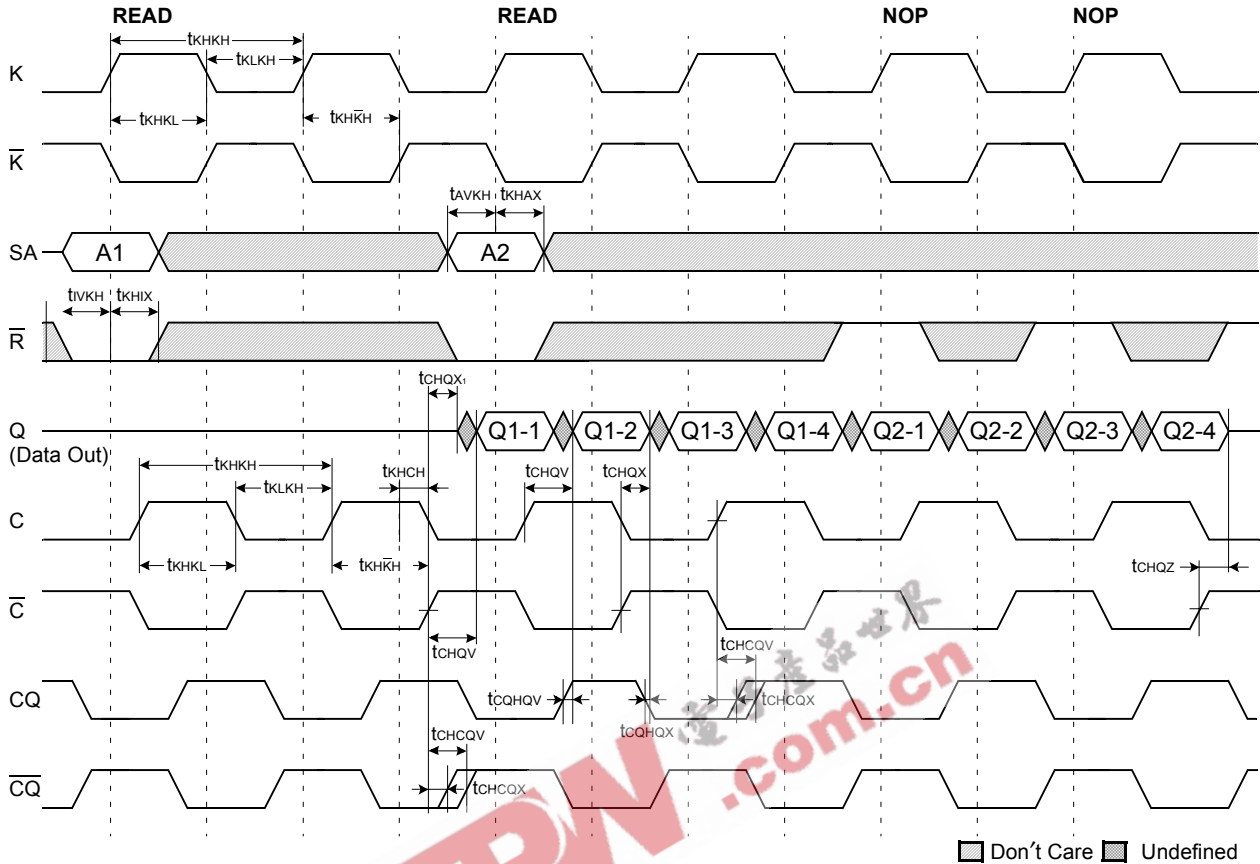 READ READ NOP NOP
tKHKH
tKLKH
K
tKHKL tKHK̅H
K̅
tAVKH tKHAX
SA A1 A2
tIVKH tKHIX
R̅
tCHQX1
Q Q1-1 Q1-2 Q1-3 Q1-4 Q2-1 Q2-2 Q2-3 Q2-4
(Data Out)
tKHKH tKHCH tCHQV tCHQX
tKLKH
C
tKHKL tKHK̅H tCHQZ
C̅
tCHQV tCHCQV
CQ tCQHQV tCHCQX
tCQHQX
tCHCQV
C̅Q̅ tCHCQX
.com.cn
Don't Care Undefined